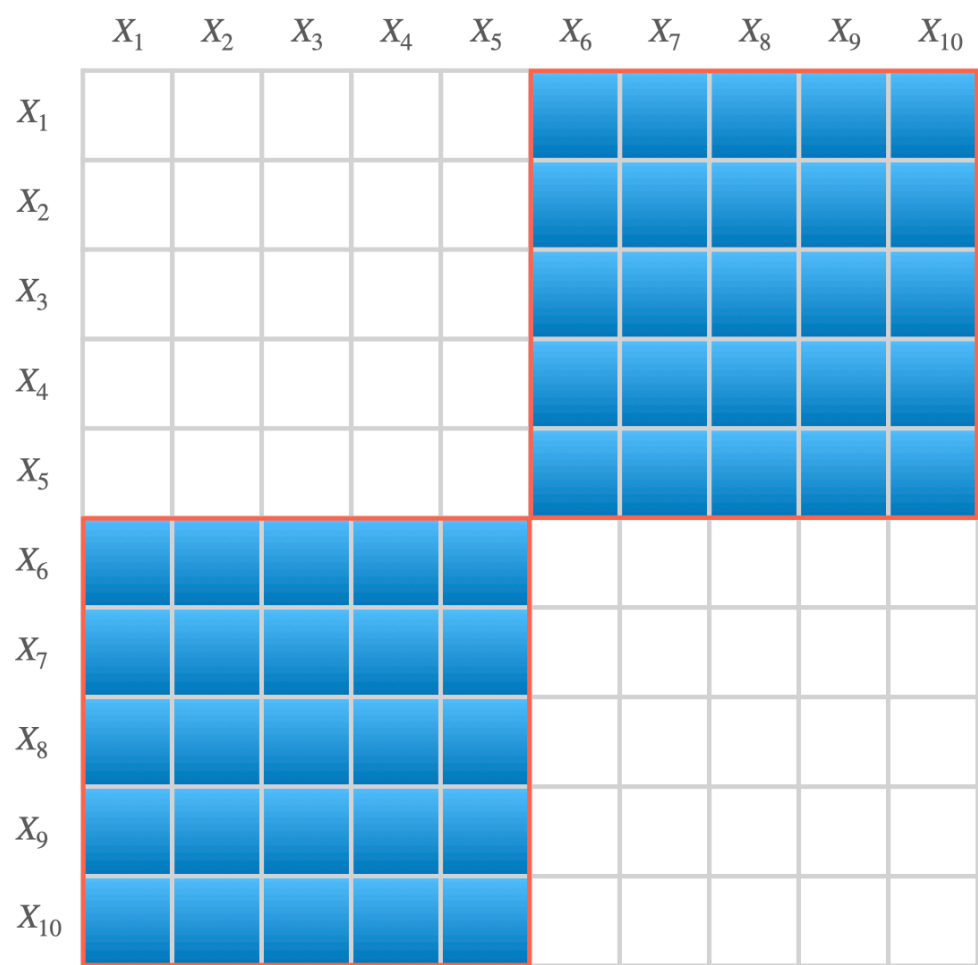 X₁ X₂ X₃ X₄ X₅ X₆ X₇ X₈ X₉ X₁₀
X₁
X₂
X₃
X₄
X₅
X₆
X₇
X₈
X₉
X₁₀